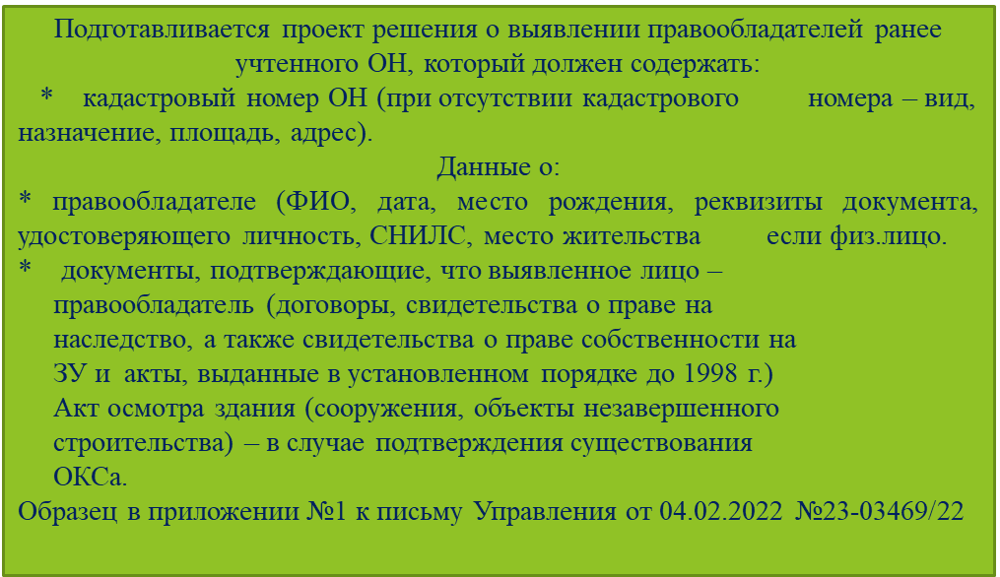 Подготавливается проект решения о выявлении правообладателей ранее
учтенного ОН, который должен содержать:
* кадастровый номер ОН (при отсутствии кадастрового номера – вид,
назначение, площадь, адрес).
Данные о:
* правообладателе (ФИО, дата, место рождения, реквизиты документа,
удостоверяющего личность, СНИЛС, место жительства если физ.лицо.
* документы, подтверждающие, что выявленное лицо –
правообладатель (договоры, свидетельства о праве на
наследство, а также свидетельства о праве собственности на
ЗУ и акты, выданные в установленном порядке до 1998 г.)
Акт осмотра здания (сооружения, объекты незавершенного
строительства) – в случае подтверждения существования
ОКСа.
Образец в приложении №1 к письму Управления от 04.02.2022 №23-03469/22